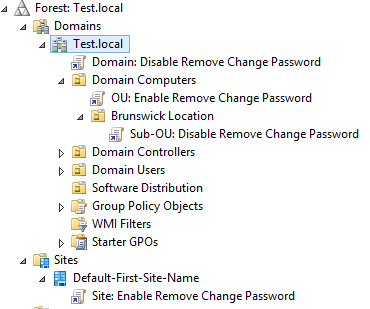 Forest: Test.local
Domains
Test.local
Domain: Disable Remove Change Password
Domain Computers
OU: Enable Remove Change Password
Brunswick Location
Sub-OU: Disable Remove Change Password
Domain Controllers
Domain Users
Software Distribution
Group Policy Objects
WMI Filters
Starter GPOs
Sites
Default-First-Site-Name
Site: Enable Remove Change Password